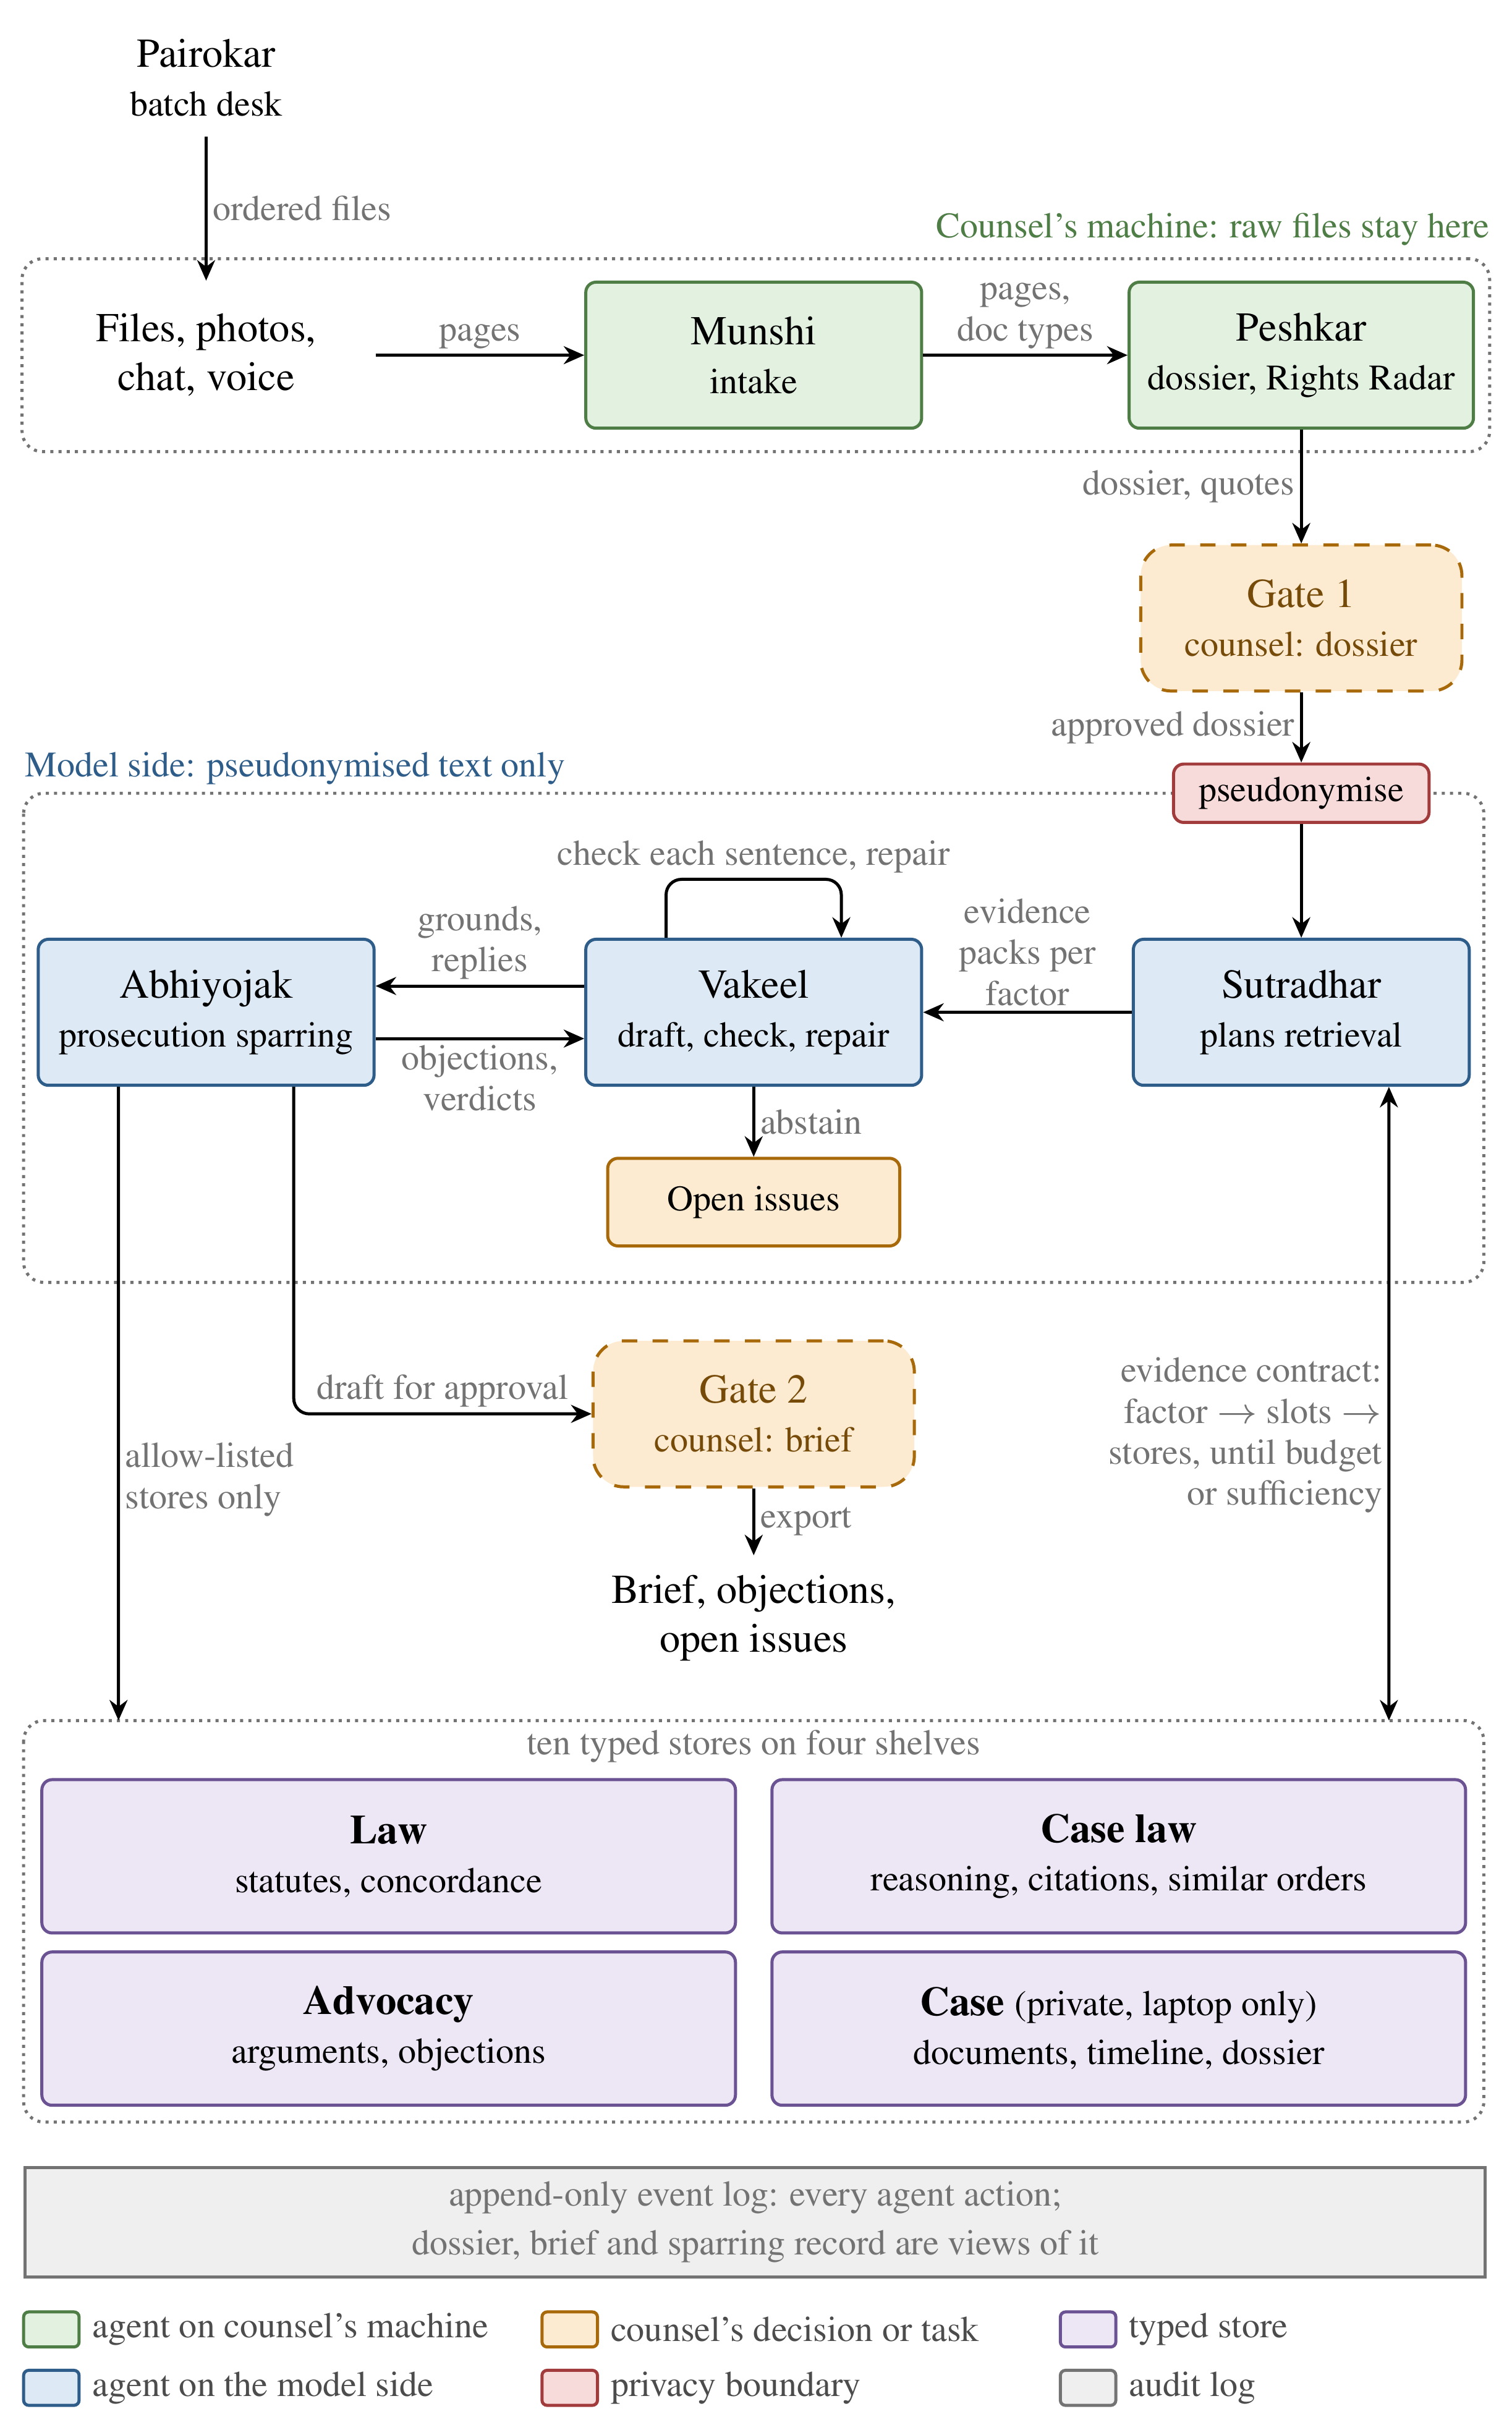 Pairokar
batch desk
ordered files
Counsel's machine: raw files stay here
Files, photos,
chat, voice
pages
Munshi
intake
pages,
doc types
Peshkar
dossier, Rights Radar
dossier, quotes
Gate 1
counsel: dossier
approved dossier
Model side: pseudonymised text only
pseudonymise
check each sentence, repair
grounds,
replies
evidence
packs per
factor
Abhiyojak
prosecution sparring
Vakeel
draft, check, repair
Sutradhar
plans retrieval
objections,
verdicts
abstain
Open issues
draft for approval
Gate 2
counsel: brief
evidence contract:
factor → slots →
stores, until budget
or sufficiency
allow-listed
stores only
export
Brief, objections,
open issues
ten typed stores on four shelves
Law
statutes, concordance
Case law
reasoning, citations, similar orders
Advocacy
arguments, objections
Case (private, laptop only)
documents, timeline, dossier
append-only event log: every agent action;
dossier, brief and sparring record are views of it
agent on counsel's machine
counsel's decision or task
typed store
agent on the model side
privacy boundary
audit log